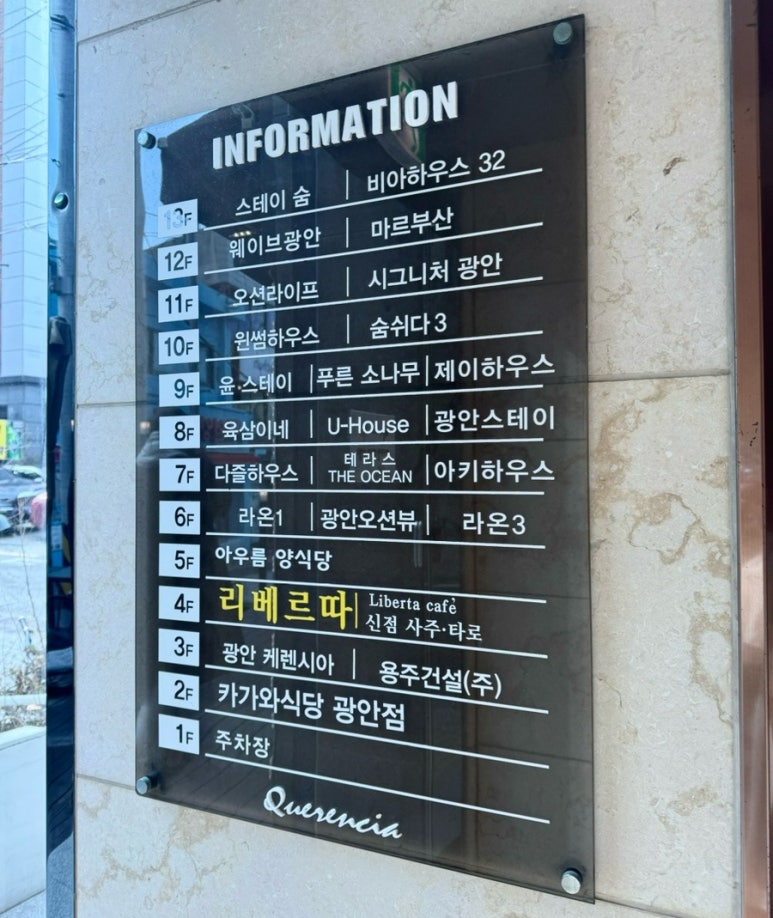 INFORMATION
13F 스테이 숨 | 비아하우스 32
12F 웨이브광안 | 마르부산
11F 오션라이프 | 시그니처 광안
10F 윈썸하우스 | 숨쉬다 3
9F 윤·스테이 | 푸른 소나무 | 제이하우스
8F 육삼이네 | U-House | 광안스테이
7F 다즐하우스 | 테라스 THE OCEAN | 아키하우스
6F 라온1 | 광안오션뷰 | 라온3
5F 아우름 양식당
4F 리베르따 | Liberta cafè
신점 사주·타로
3F 광안 케렌시아 | 용주건설(주)
2F 카가와식당 광안점
1F 주차장
Querencia